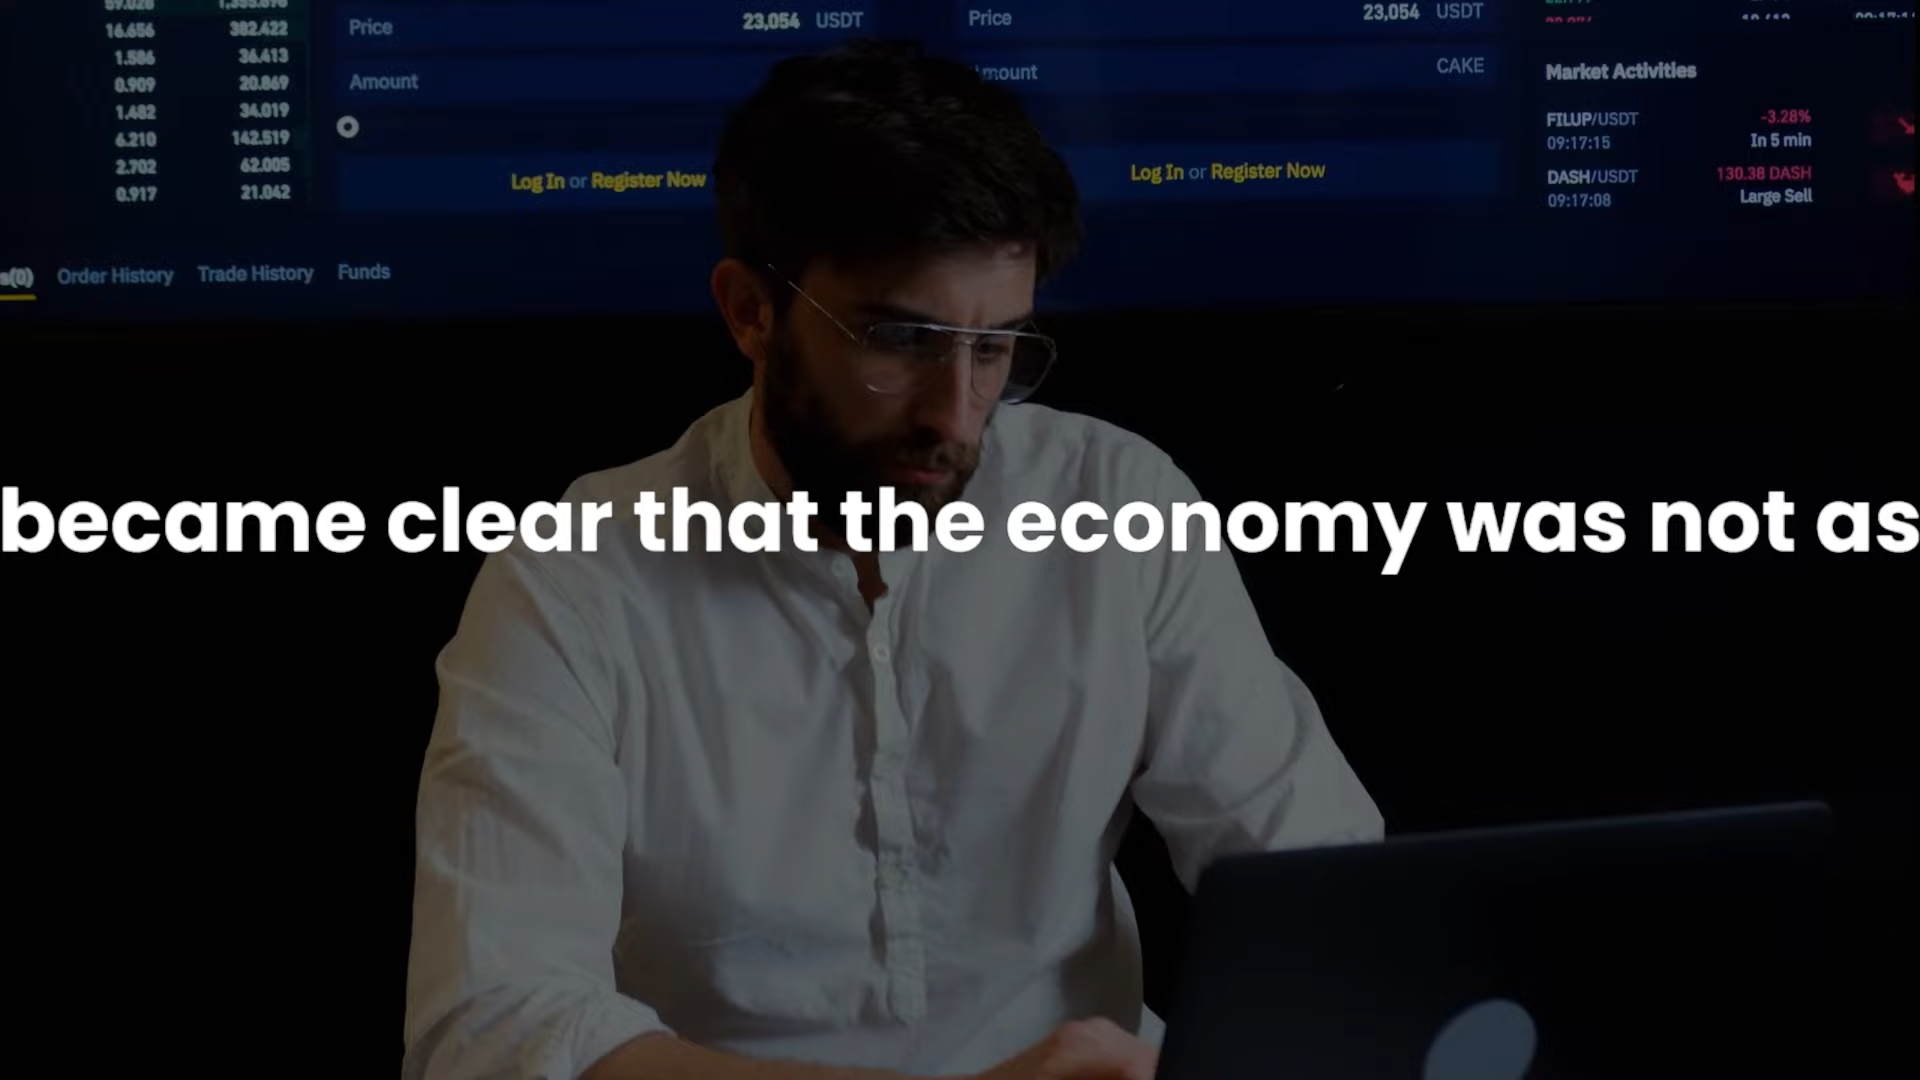 16.656 382.422
1.586 36.413
0.909 20.869
1.482 34.019
6.210 142.519
2.702 62.005
0.917 21.042
Price 23,054 USDT
Amount
Log In or Register Now
Price 23,054 USDT
mount CAKE
Log In or Register Now
Market Activities
FILUP/USDT -3.28%
09:17:15 In 5 min
DASH/USDT 130.38 DASH
09:17:08 Large Sell
s(0) Order History Trade History Funds
became clear that the economy was not as